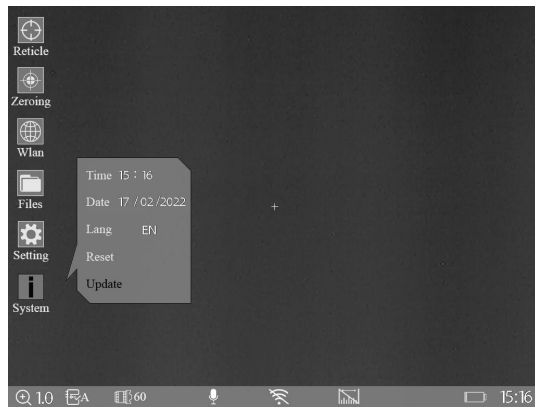 Reticle
Zeroing
Wlan
Files
Setting
System
Time 15 : 16
Date 17 / 02 /2022
Lang EN
Reset
Update
1.0 A 60 15:16